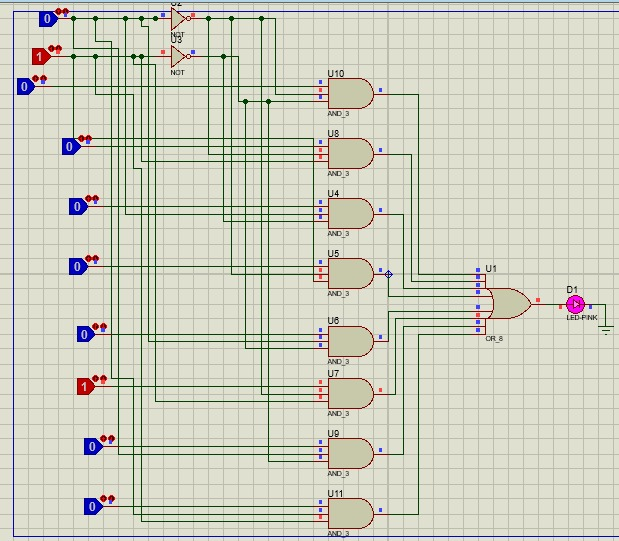 U2
0
NOT
U3
1
NOT
0
U10
AND_3
U8
0
AND_3
U4
0
AND_3
U5
0
AND_3
U1
D1
LED-PINK
OR_8
U6
0
AND_3
U7
1
AND_3
U9
0
AND_3
U11
0
AND_3